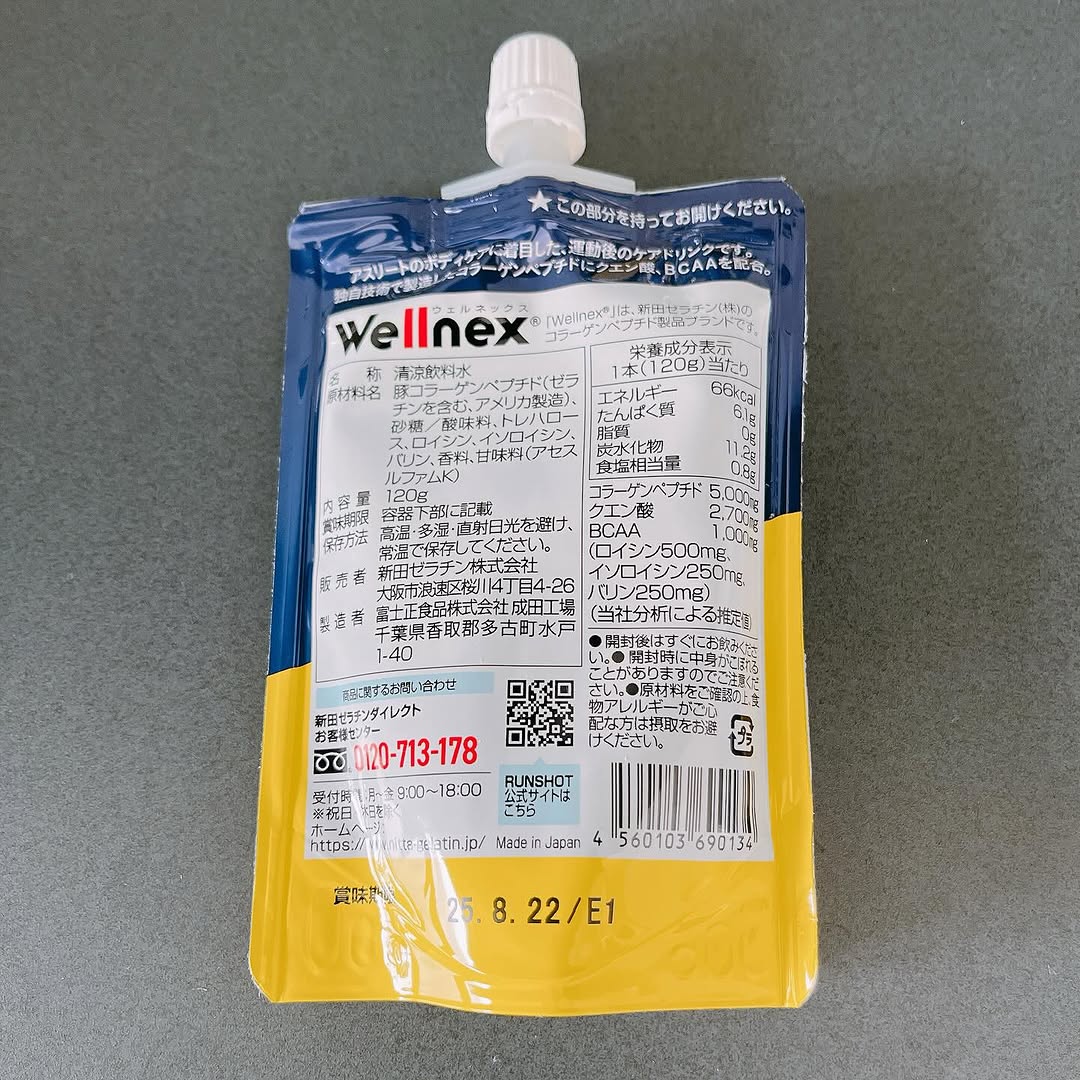 ★この部分を持ってお開けください。
アスリートのボディケアに着目した、運動後のケアドリンクです。
独自技術で製造したコラーゲンペプチドにクエン酸、BCAAを配合。
ウェルネックス
Wellnex®
「Wellnex®」は、新田ゼラチン(株)の
コラーゲンペプチド製品ブランドです。
名 称 清涼飲料水
原材料名 豚コラーゲンペプチド(ゼラ
チンを含む、アメリカ製造)、
砂糖/酸味料、トレハロー
ス、ロイシン、イソロイシン、
バリン、香料、甘味料(アセス
ルファムK)
内容量 120g
賞味期限 容器下部に記載
保存方法 高温・多湿・直射日光を避け、
常温で保存してください。
販売者 新田ゼラチン株式会社
大阪市浪速区桜川4丁目4-26
製造者 富士正食品株式会社 成田工場
千葉県香取郡多古町水戸
1-40
栄養成分表示
1本(120g)当たり
エネルギー 66kcal
たんぱく質 6.1g
脂質 0g
炭水化物 11.2g
食塩相当量 0.8g
コラーゲンペプチド 5,000mg
クエン酸 2,700mg
BCAA 1,000mg
(ロイシン500mg、
イソロイシン250mg、
バリン250mg)
(当社分析による推定値)
●開封後はすぐにお飲みくださ
い。●開封時に中身がこぼれる
ことがありますのでご注意くだ
さい。●原材料をご確認の上、食
物アレルギーがご心
配な方は摂取をお避
けください。
プラ
商品に関するお問い合わせ
新田ゼラチンダイレクト
お客様センター
0120-713-178
受付時間:月~金 9:00~18:00
※祝日・休日を除く
ホームページ
https://www.nitta-gelatin.jp/
RUNSHOT
公式サイトは
こちら
Made in Japan
4 560103 690134
賞味期限
25.8.22/E1